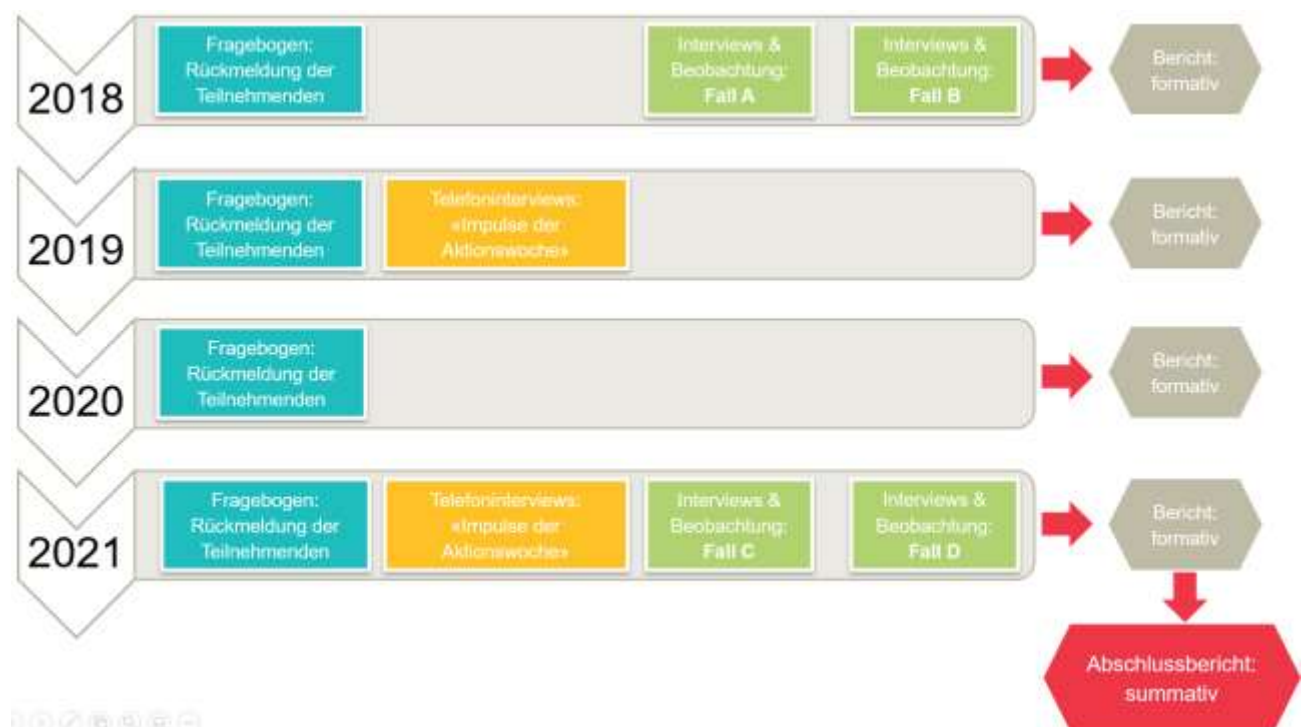 2018
Fragebogen:
Rückmeldung der
Teilnehmenden
Interviews &
Beobachtung:
Fall A
Interviews &
Beobachtung:
Fall B
Bericht:
formativ
2019
Fragebogen:
Rückmeldung der
Teilnehmenden
Telefoninterviews:
«Impulse der
Aktionswoche»
Bericht:
formativ
2020
Fragebogen:
Rückmeldung der
Teilnehmenden
Bericht:
formativ
2021
Fragebogen:
Rückmeldung der
Teilnehmenden
Telefoninterviews:
«Impulse der
Aktionswoche»
Interviews &
Beobachtung:
Fall C
Interviews &
Beobachtung:
Fall D
Bericht:
formativ
Abschlussbericht:
summativ